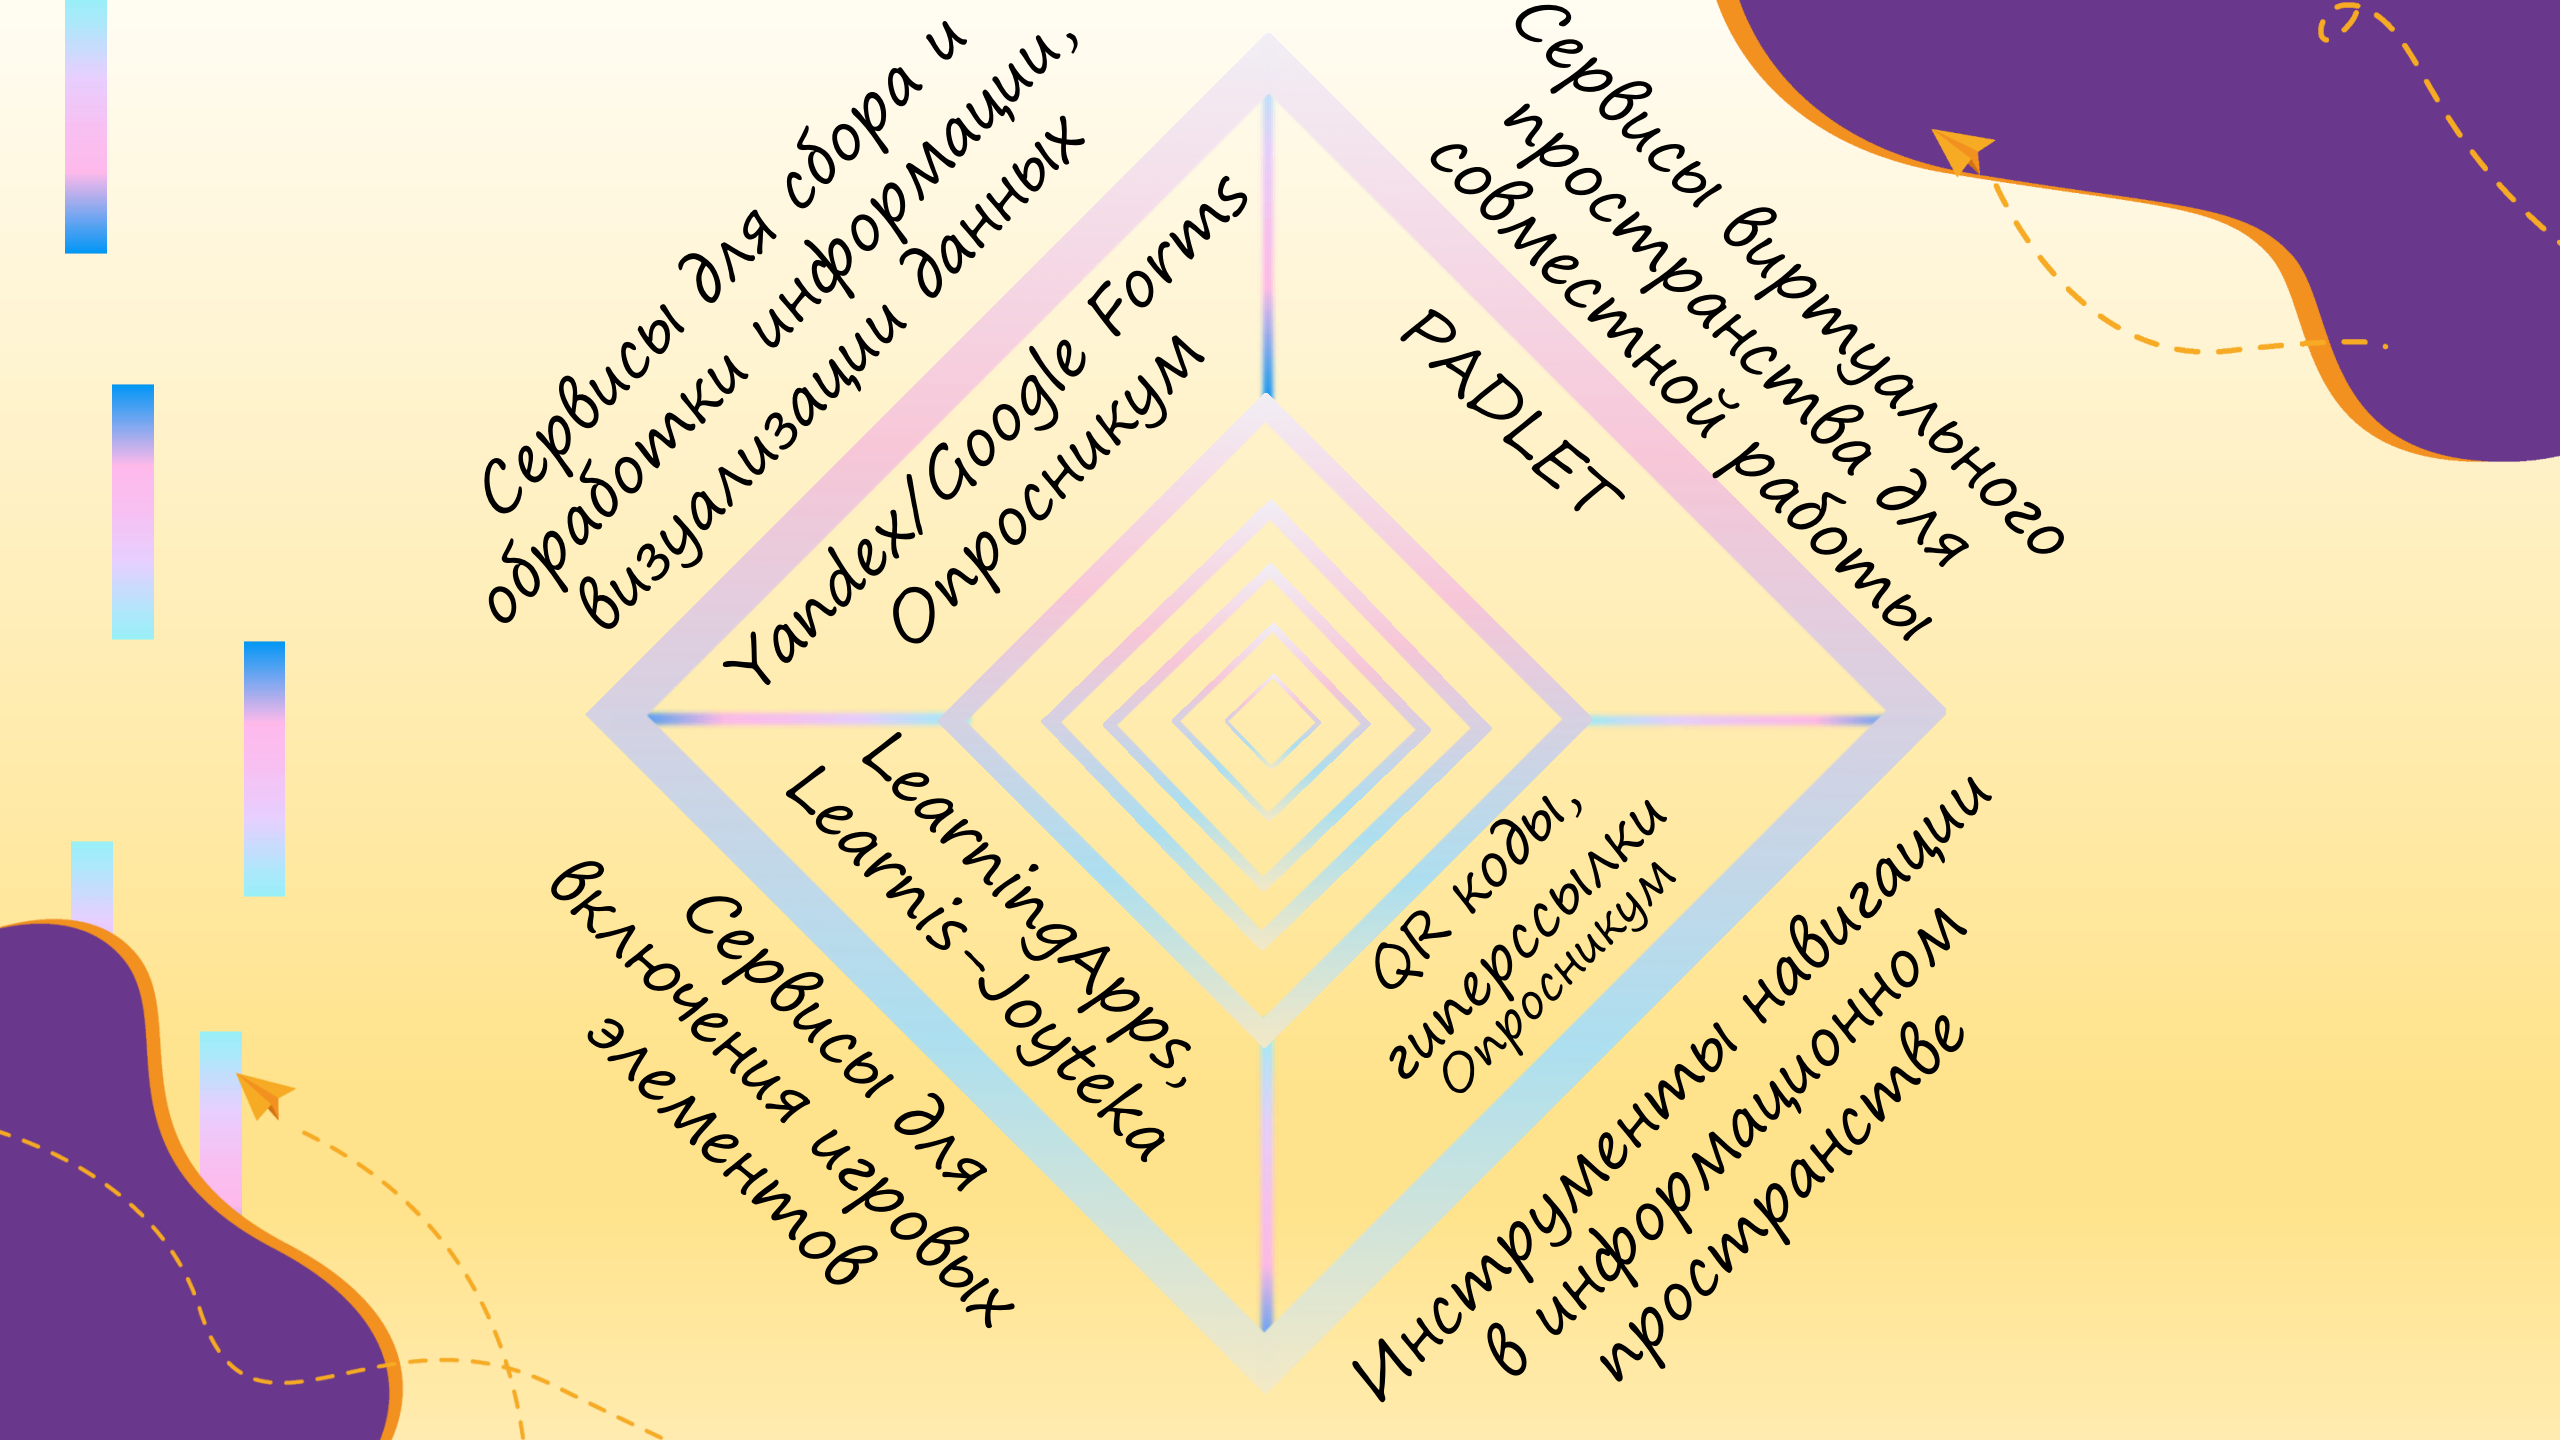 Сервисы для сбора и
обработки информации,
визуализации данных
Yandex/Google Forms
Опросникум
Сервисы виртуального
пространства для
совместной работы
PADLET
LearningApps,
Learnis-Joyteka
Сервисы для
включения игровых
элементов
QR коды,
гиперссылки
Опросникум
Инструменты навигации
в информационном
пространстве